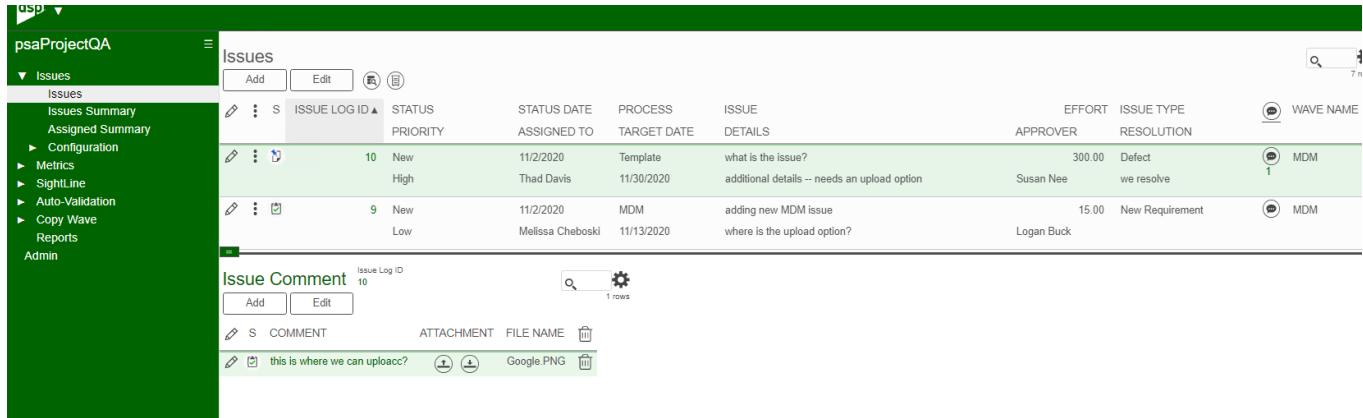 dsp
psaProjectQA
Issues
Issues
Issues Summary
Assigned Summary
Configuration
Metrics
SightLine
Auto-Validation
Copy Wave
Reports
Admin
Issues
Add Edit
S ISSUE LOG ID STATUS STATUS DATE PROCESS ISSUE EFFORT ISSUE TYPE WAVE NAME
PRIORITY ASSIGNED TO TARGET DATE DETAILS APPROVER RESOLUTION
10 New 11/2/2020 Template what is the issue? 300.00 Defect MDM
1
High Thad Davis 11/30/2020 additional details -- needs an upload option Susan Nee we resolve
9 New 11/2/2020 MDM adding new MDM issue 15.00 New Requirement MDM
Low Melissa Cheboski 11/13/2020 where is the upload option? Logan Buck
Issue Comment Issue Log ID
10
1 rows
Add Edit
S COMMENT ATTACHMENT FILE NAME
this is where we can uploacc? Google.PNG